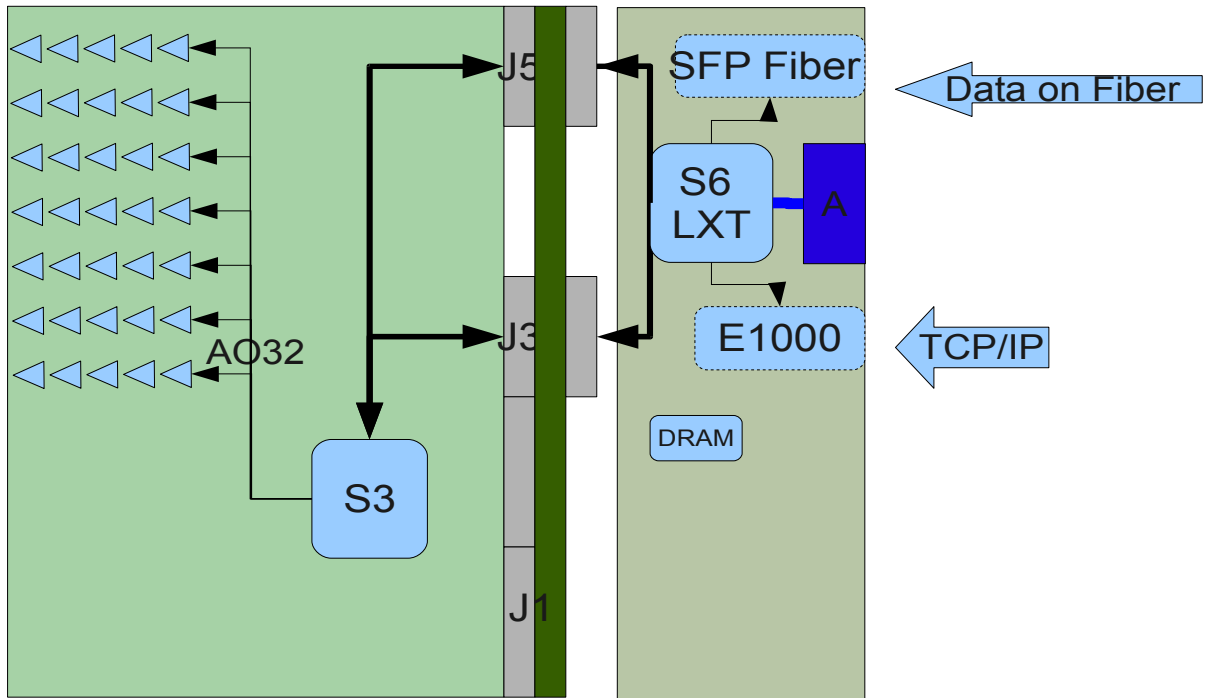 J5
SFP Fiber
Data on Fiber
S6
LXT
A
J3
E1000
TCP/IP
AO32
DRAM
S3
J1